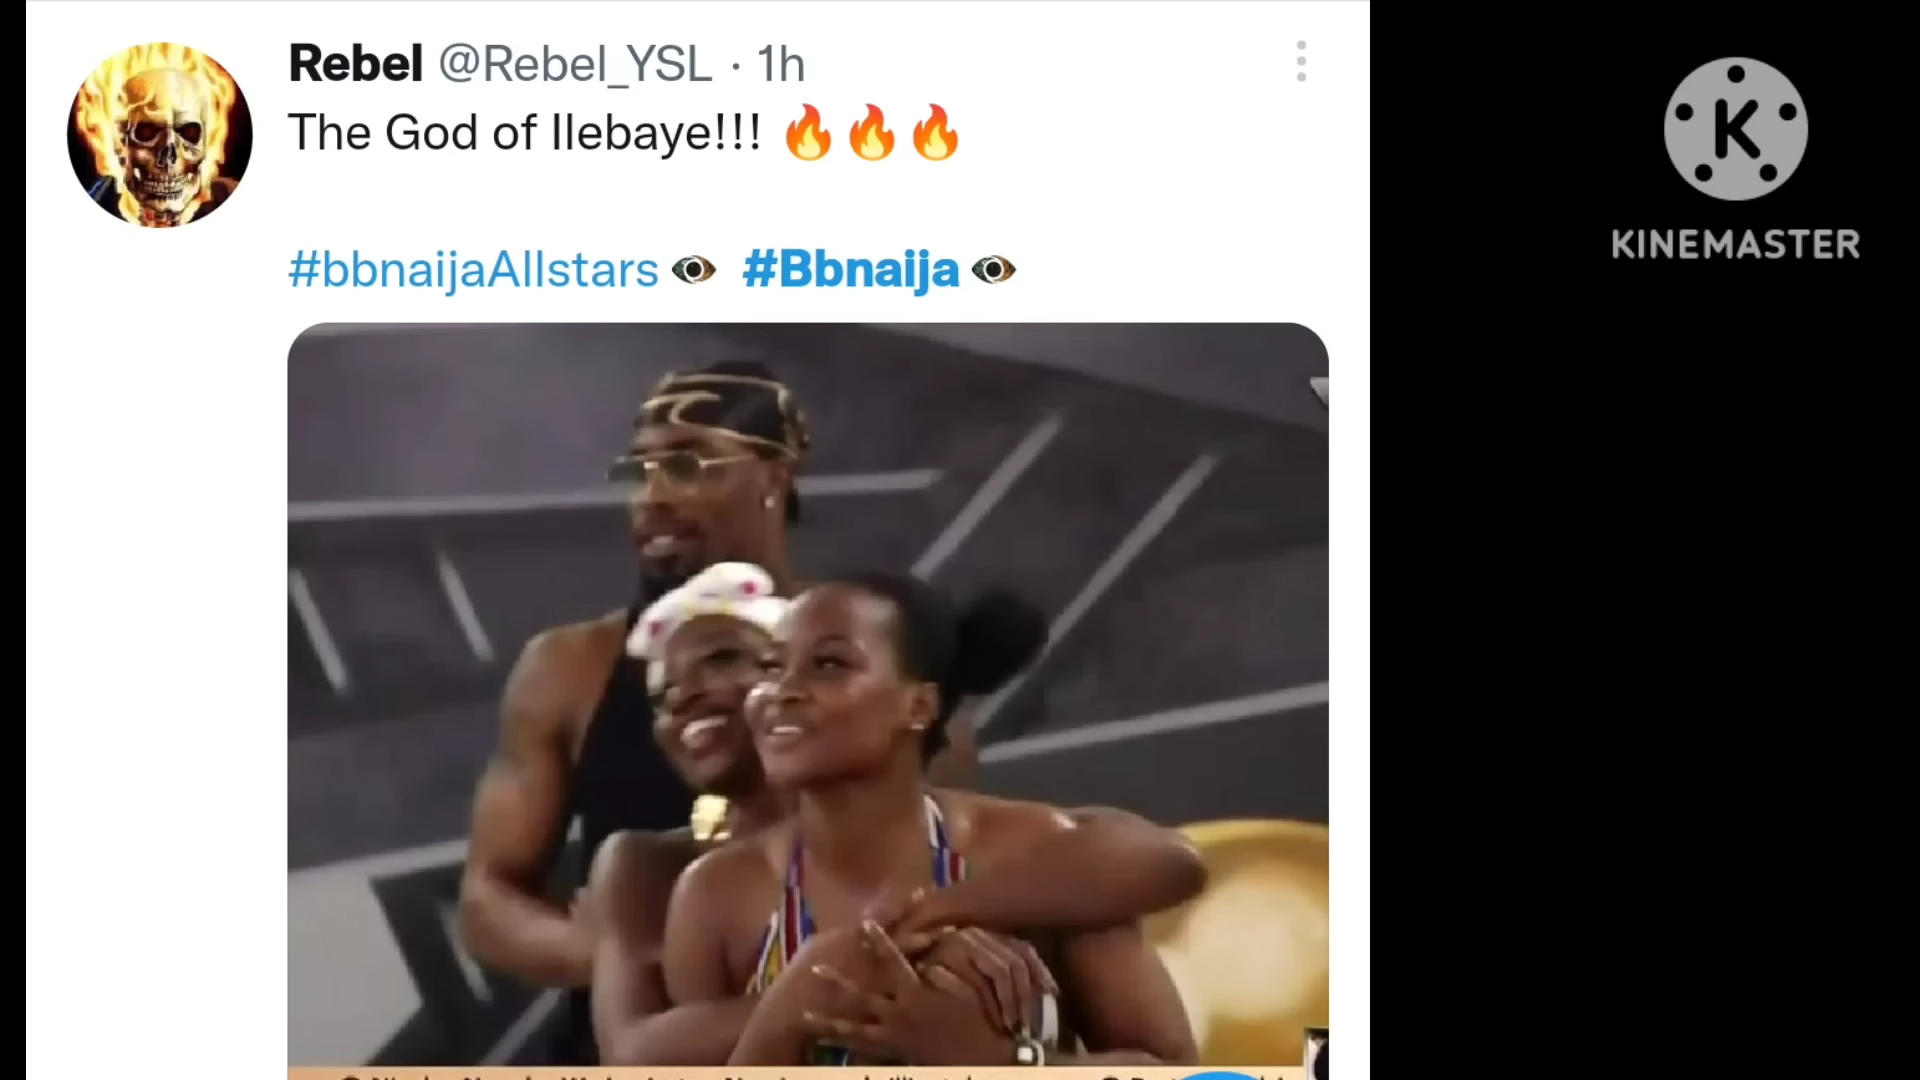 Rebel @Rebel_YSL · 1h
The God of Ilebaye!!! 🔥🔥🔥
#bbnaijaAllstars #Bbnaija
K
KINEMASTER